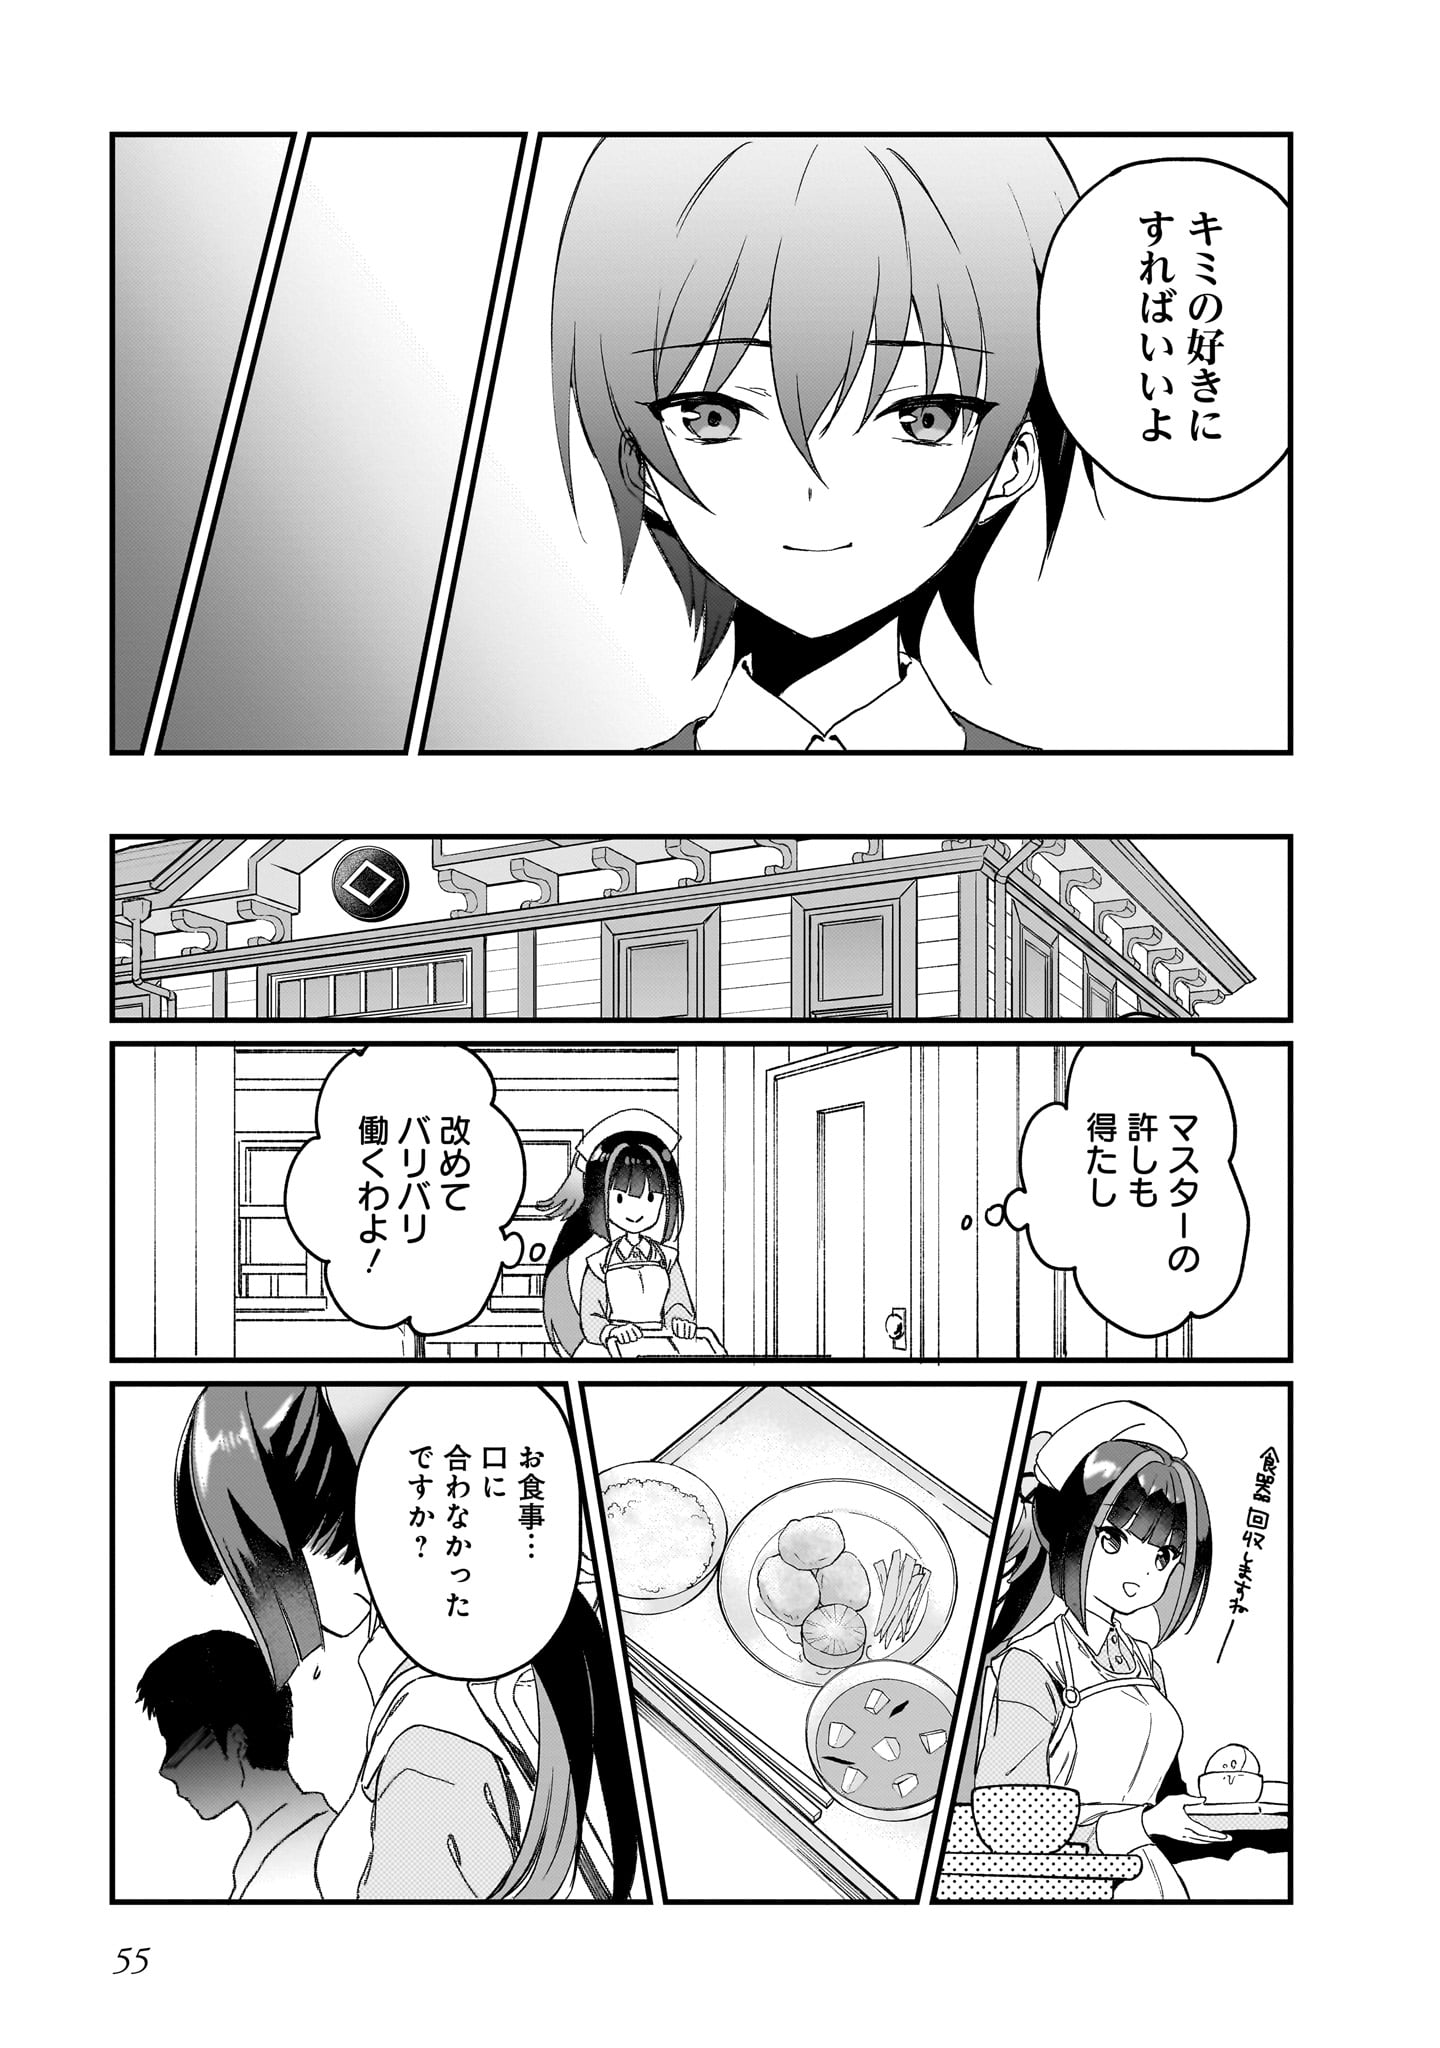 キミの好きに
すればいいよ
マスターの
許しも
得たし
改めて
バリバリ
働くわよ！
食器回収しますねー
お食事…
口に
合わなかった
ですか？
55